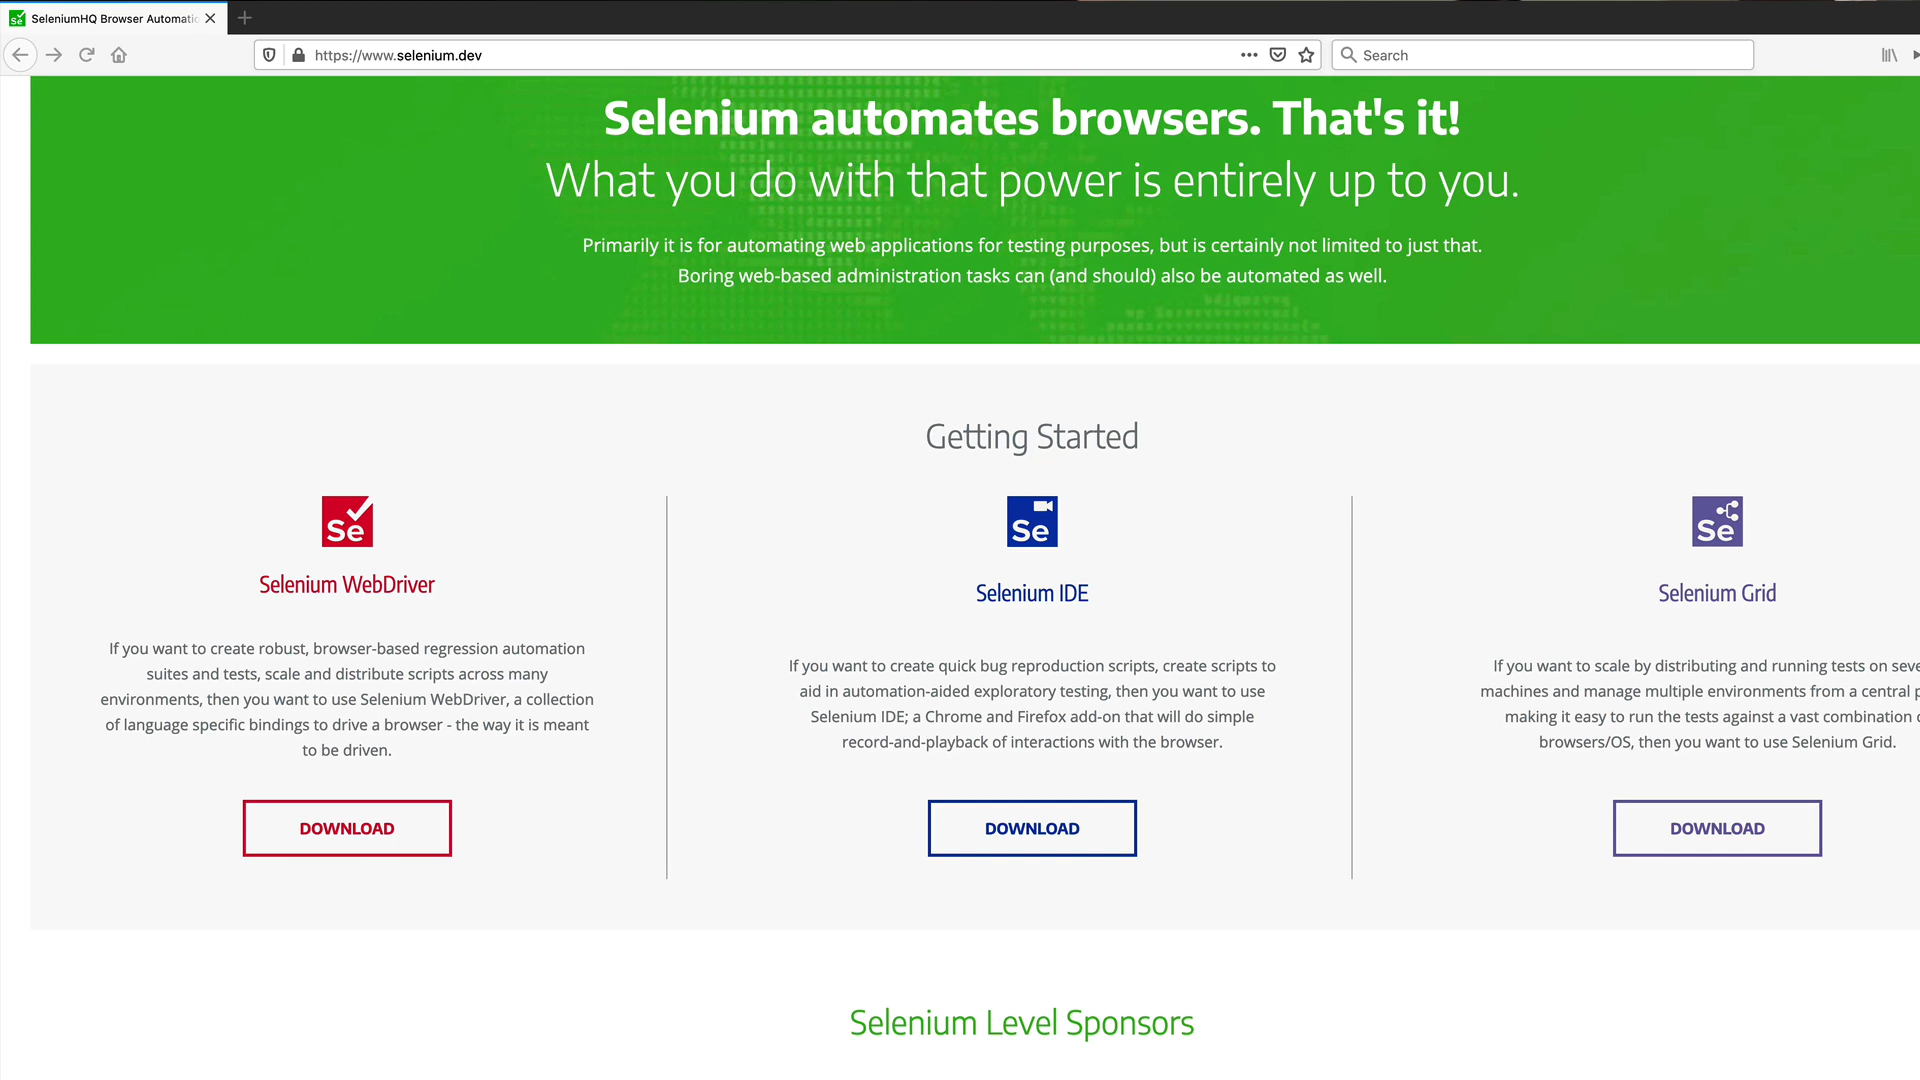 SeleniumHQ Browser Automatio
https://www.selenium.dev
Search
Selenium automates browsers. That's it!
What you do with that power is entirely up to you.
Primarily it is for automating web applications for testing purposes, but is certainly not limited to just that.
Boring web-based administration tasks can (and should) also be automated as well.
Getting Started
Se
Selenium WebDriver
If you want to create robust, browser-based regression automation
suites and tests, scale and distribute scripts across many
environments, then you want to use Selenium WebDriver, a collection
of language specific bindings to drive a browser - the way it is meant
to be driven.
DOWNLOAD
Se
Selenium IDE
If you want to create quick bug reproduction scripts, create scripts to
aid in automation-aided exploratory testing, then you want to use
Selenium IDE; a Chrome and Firefox add-on that will do simple
record-and-playback of interactions with the browser.
DOWNLOAD
Se
Selenium Grid
If you want to scale by distributing and running tests on seve
machines and manage multiple environments from a central p
making it easy to run the tests against a vast combination
browsers/OS, then you want to use Selenium Grid.
DOWNLOAD
Selenium Level Sponsors